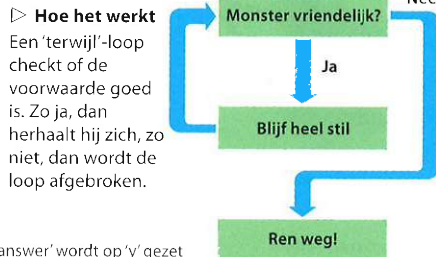 ▷ Hoe het werkt
Een 'terwijl'-loop
checkt of de
voorwaarde goed
is. Zo ja, dan
herhaalt hij zich, zo
niet, dan wordt de
loop afgebroken.
Monster vriendelijk?
Ja
Blijf heel stil
Ren weg!
answer' wordt op 'y' gezet